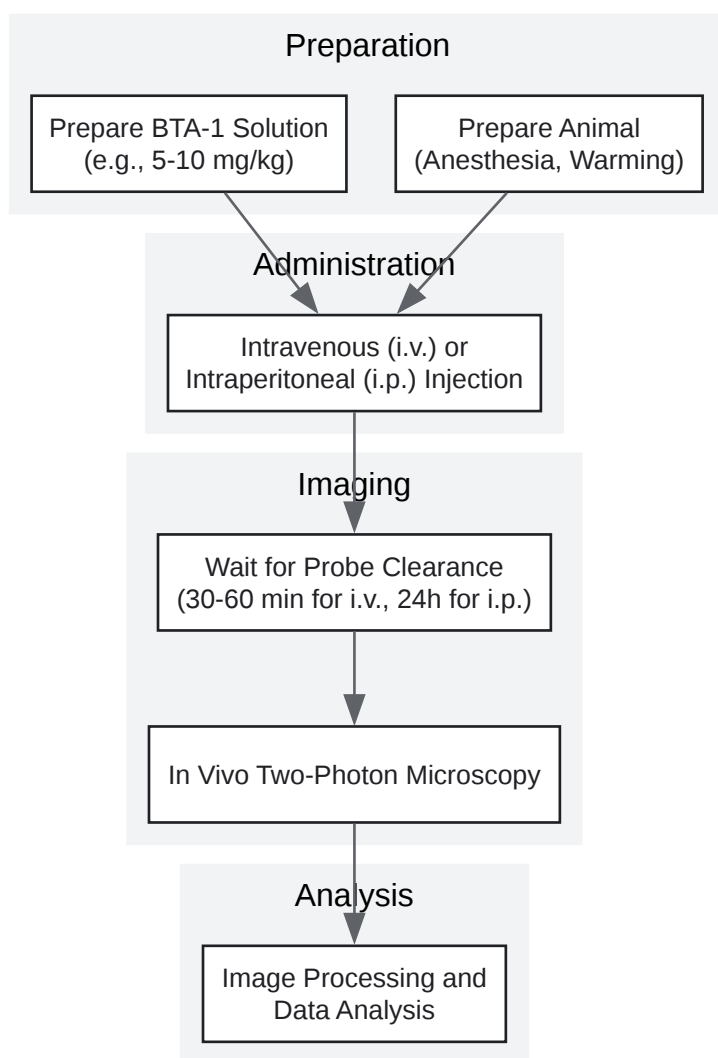 Preparation
Prepare BTA-1 Solution
(e.g., 5-10 mg/kg)
Prepare Animal
(Anesthesia, Warming)
Administration
Intravenous (i.v.) or
Intraperitoneal (i.p.) Injection
Imaging
Wait for Probe Clearance
(30-60 min for i.v., 24h for i.p.)
In Vivo Two-Photon Microscopy
Analysis
Image Processing and
Data Analysis